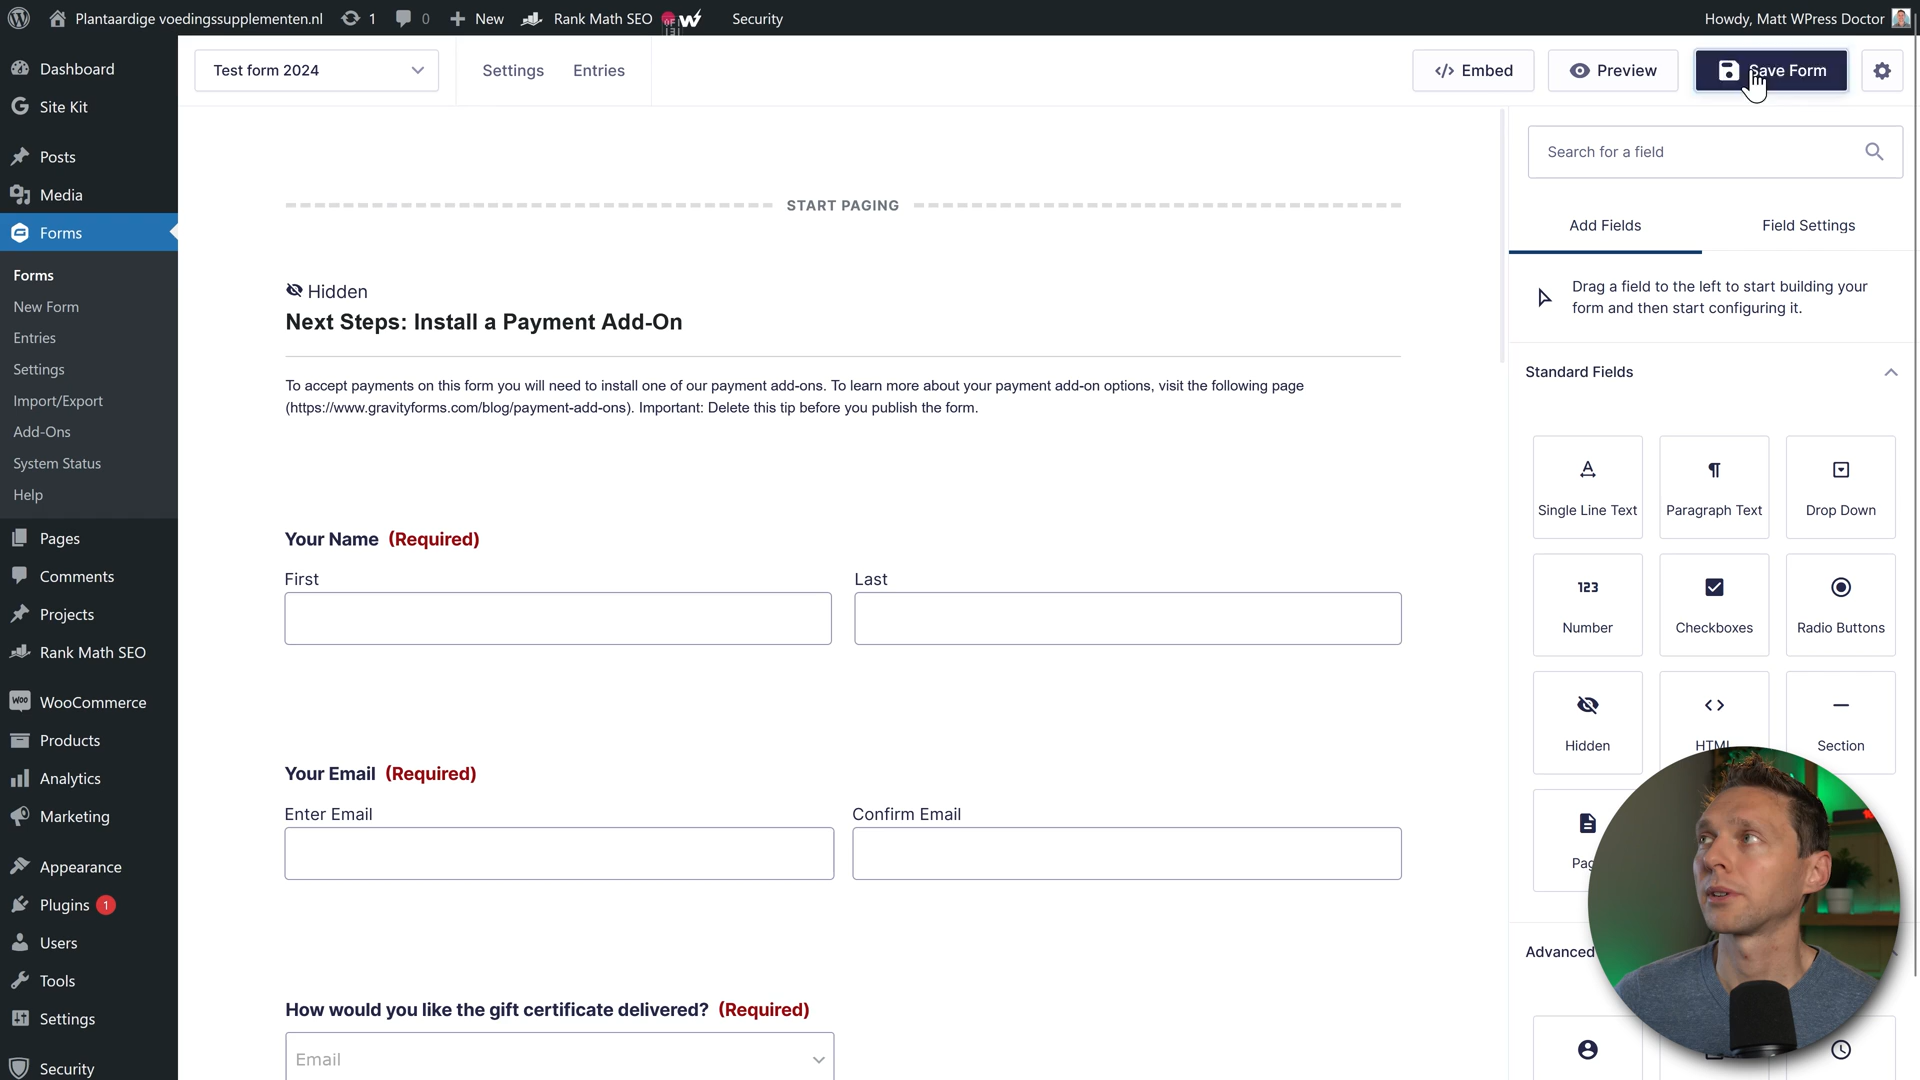 Plantaardige voedingssupplementen.nl
1
0
New
Rank Math SEO
Security
Howdy, Matt WPress Doctor
Dashboard
Site Kit
Posts
Media
Forms
Forms
New Form
Entries
Settings
Import/Export
Add-Ons
System Status
Help
Pages
Comments
Projects
Rank Math SEO
WooCommerce
Products
Analytics
Marketing
Appearance
Plugins 1
Users
Tools
Settings
Security
Test form 2024
Settings
Entries
Embed
Preview
Save Form
START PAGING
Hidden
Next Steps: Install a Payment Add-On
To accept payments on this form you will need to install one of our payment add-ons. To learn more about your payment add-on options, visit the following page
(https://www.gravityforms.com/blog/payment-add-ons). Important: Delete this tip before you publish the form.
Your Name (Required)
First
Last
Your Email (Required)
Enter Email
Confirm Email
How would you like the gift certificate delivered? (Required)
Email
Search for a field
Add Fields
Field Settings
Drag a field to the left to start building your
form and then start configuring it.
Standard Fields
Single Line Text
Paragraph Text
Drop Down
123
Number
Checkboxes
Radio Buttons
Hidden
HTML
Section
Advanced